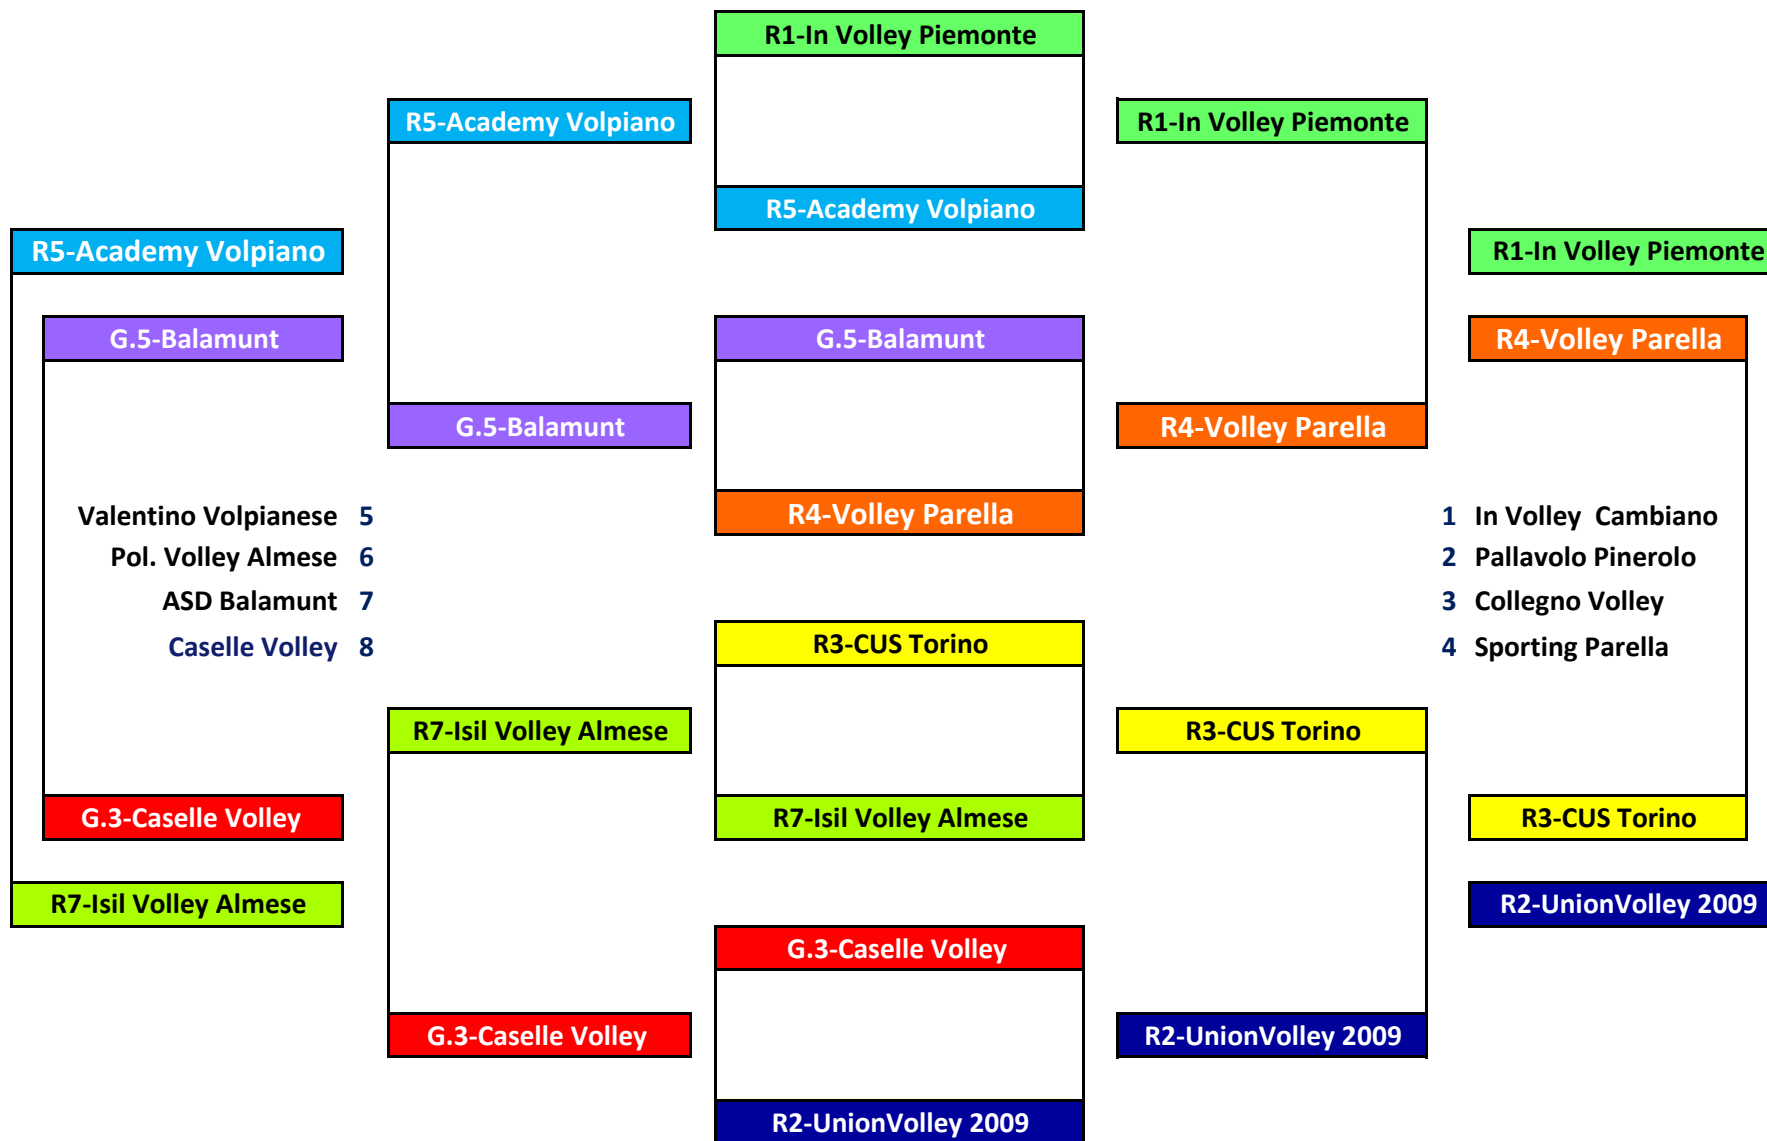 R1-In Volley Piemonte
R5-Academy Volpiano
R1-In Volley Piemonte
R5-Academy Volpiano
R5-Academy Volpiano
R1-In Volley Piemonte
G.5-Balamunt
G.5-Balamunt
R4-Volley Parella
G.5-Balamunt
R4-Volley Parella
R4-Volley Parella
Valentino Volpianese 5
Pol. Volley Almese 6
ASD Balamunt 7
Caselle Volley 8
1 In Volley Cambiano
2 Pallavolo Pinerolo
3 Collegno Volley
4 Sporting Parella
R3-CUS Torino
R7-Isil Volley Almese
R3-CUS Torino
G.3-Caselle Volley
R7-Isil Volley Almese
R3-CUS Torino
R7-Isil Volley Almese
R2-UnionVolley 2009
G.3-Caselle Volley
G.3-Caselle Volley
R2-UnionVolley 2009
R2-UnionVolley 2009